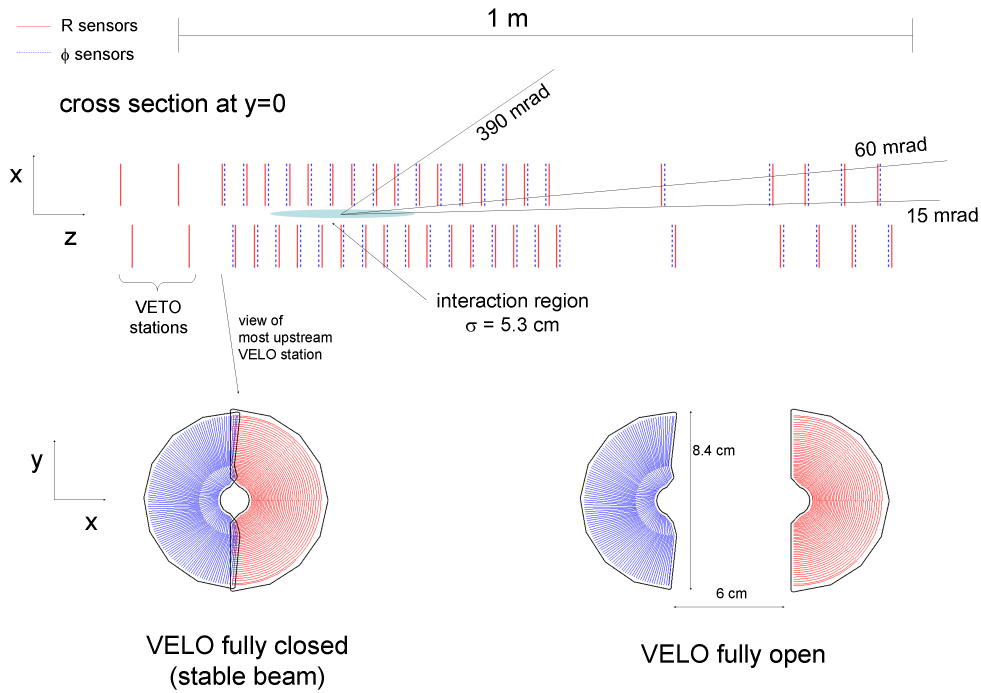 R sensors
ϕ sensors
1 m
cross section at y=0
390 mrad
60 mrad
15 mrad
x
z
VETO
stations
view of
most upstream
VELO station
interaction region
σ = 5.3 cm
y
x
8.4 cm
6 cm
VELO fully closed
(stable beam)
VELO fully open